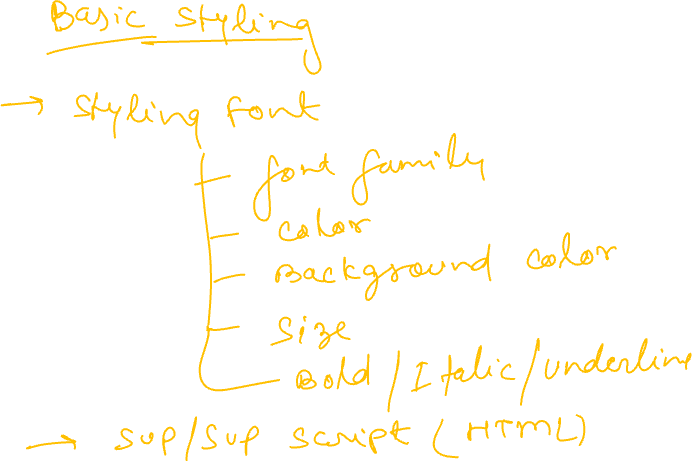 Basic Styling
→ Styling Font
font family
color
Background color
Size
Bold / Italic / underline
→ sup/sup script (HTML)